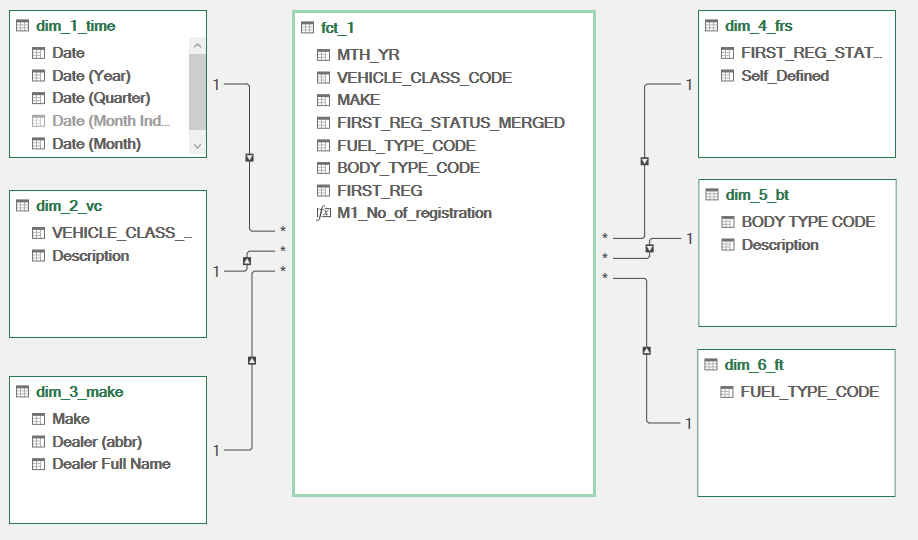 dim_1_time
Date
Date (Year)
Date (Quarter)
Date (Month Ind...
Date (Month)
dim_2_vc
VEHICLE_CLASS_...
Description
dim_3_make
Make
Dealer (abbr)
Dealer Full Name
1
1
1
*
*
*
fct_1
MTH_YR
VEHICLE_CLASS_CODE
MAKE
FIRST_REG_STATUS_MERGED
FUEL_TYPE_CODE
BODY_TYPE_CODE
FIRST_REG
fx M1_No_of_registration
*
*
*
1
1
1
dim_4_frs
FIRST_REG_STAT...
Self_Defined
dim_5_bt
BODY TYPE CODE
Description
dim_6_ft
FUEL_TYPE_CODE